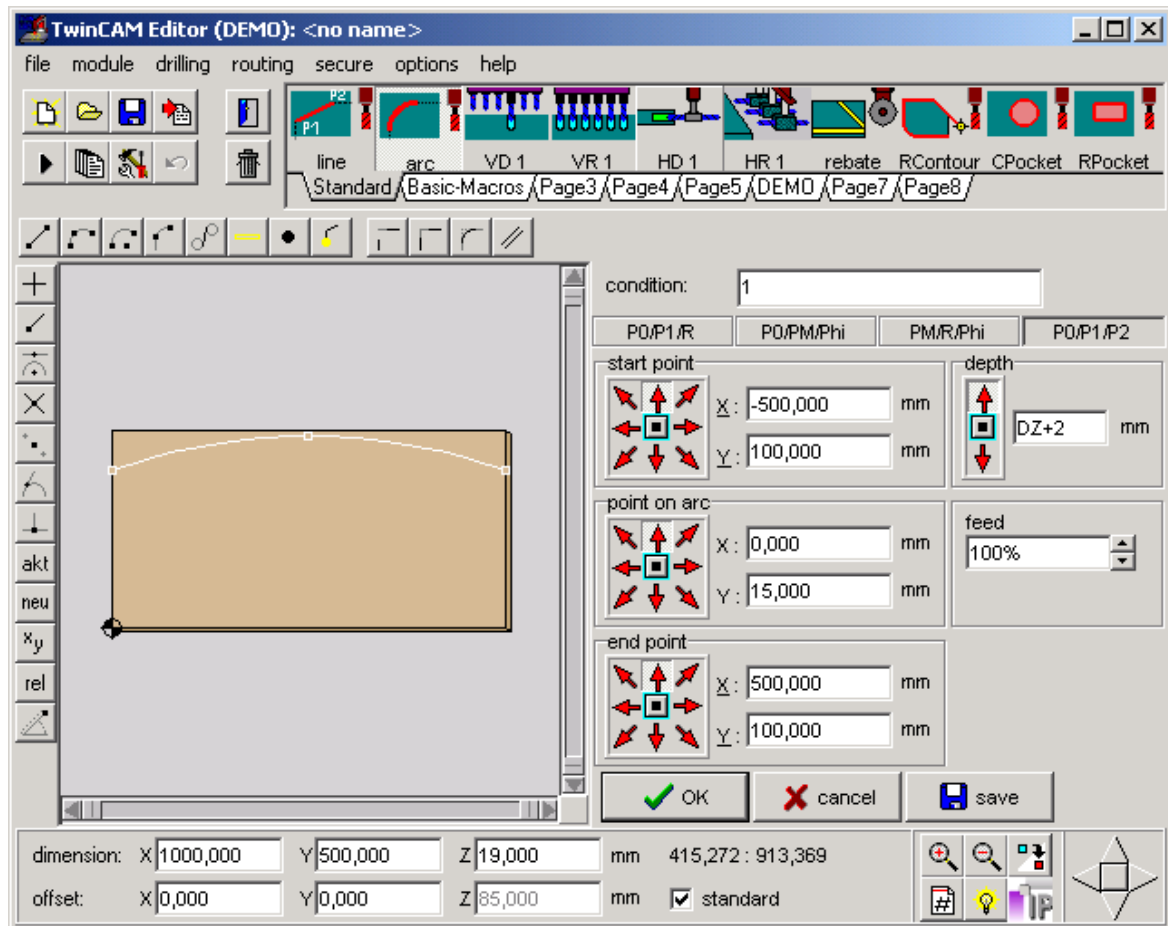 TwinCAM Editor (DEMO): <no name>
file module drilling routing secure options help
P2
P1
line arc VD 1 VR 1 HD 1 HR 1 rebate RContour CPocket RPocket
Standard Basic-Macros Page3 Page4 Page5 DEMO Page7 Page8
condition: 1
P0/P1/R P0/PM/Phi PM/R/Phi P0/P1/P2
start point
X : -500,000 mm
Y : 100,000 mm
depth
DZ+2 mm
point on arc
X : 0,000 mm
Y : 15,000 mm
feed
100%
end point
X : 500,000 mm
Y : 100,000 mm
akt
neu
xy
rel
OK cancel save
dimension: X 1000,000 Y 500,000 Z 19,000 mm 415,272 : 913,369
offset: X 0,000 Y 0,000 Z 85,000 mm standard
#
IP